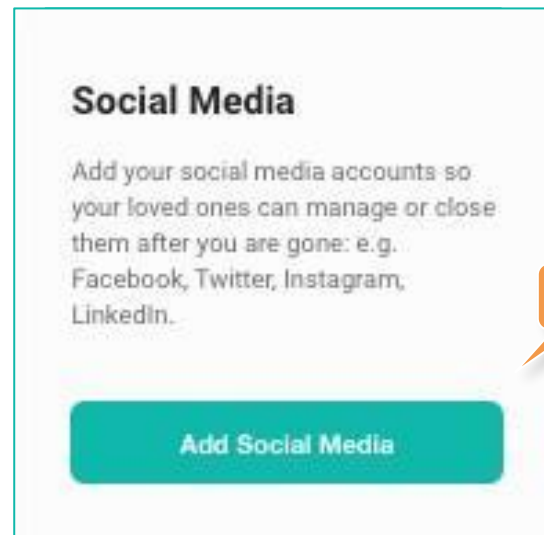 Social Media
Add your social media accounts so
your loved ones can manage or close
them after you are gone: e.g.
Facebook, Twitter, Instagram,
LinkedIn.
Add Social Media